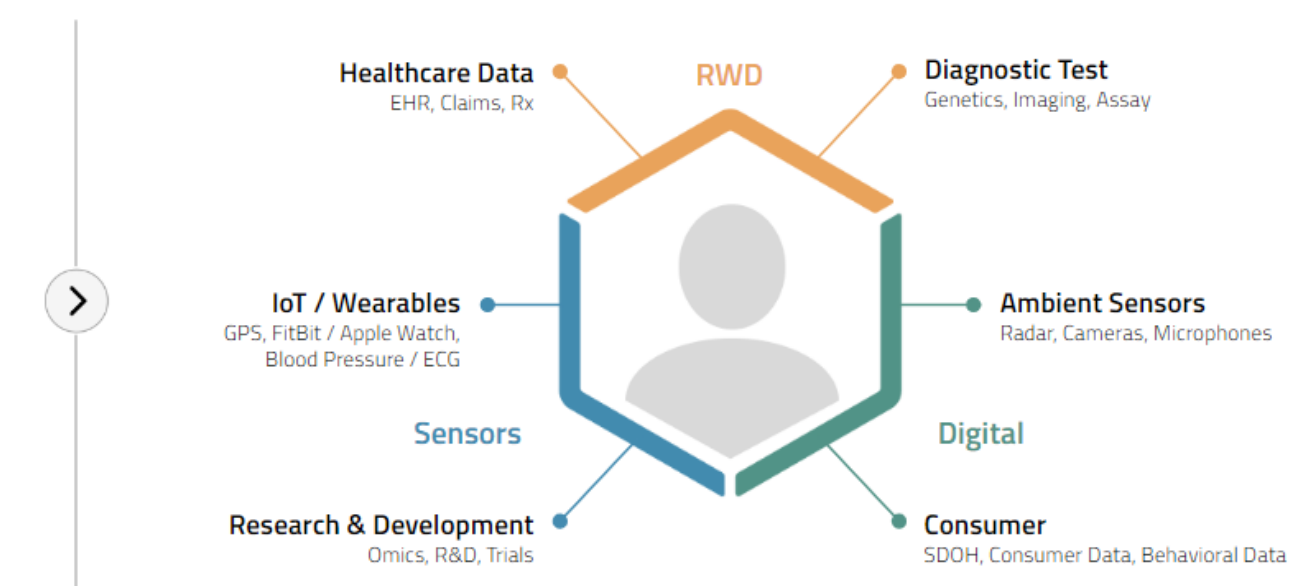 RWD
Healthcare Data
EHR, Claims, Rx
Diagnostic Test
Genetics, Imaging, Assay
IoT / Wearables
GPS, FitBit / Apple Watch,
Blood Pressure / ECG
Ambient Sensors
Radar, Cameras, Microphones
Sensors
Digital
Research & Development
Omics, R&D, Trials
Consumer
SDOH, Consumer Data, Behavioral Data